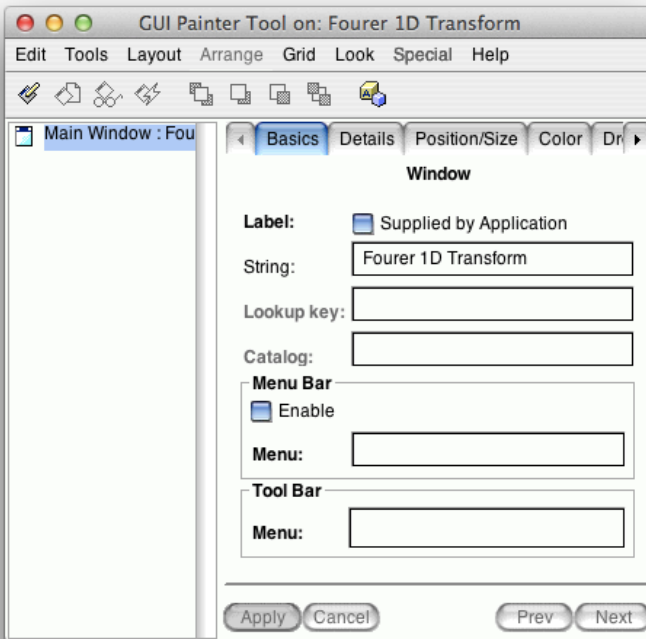 GUI Painter Tool on: Fourer 1D Transform
Edit Tools Layout Arrange Grid Look Special Help
Main Window : Fou
Basics Details Position/Size Color Dr
Window
Label: Supplied by Application
String: Fourer 1D Transform
Lookup key:
Catalog:
Menu Bar
Enable
Menu:
Tool Bar
Menu:
Apply Cancel Prev Next